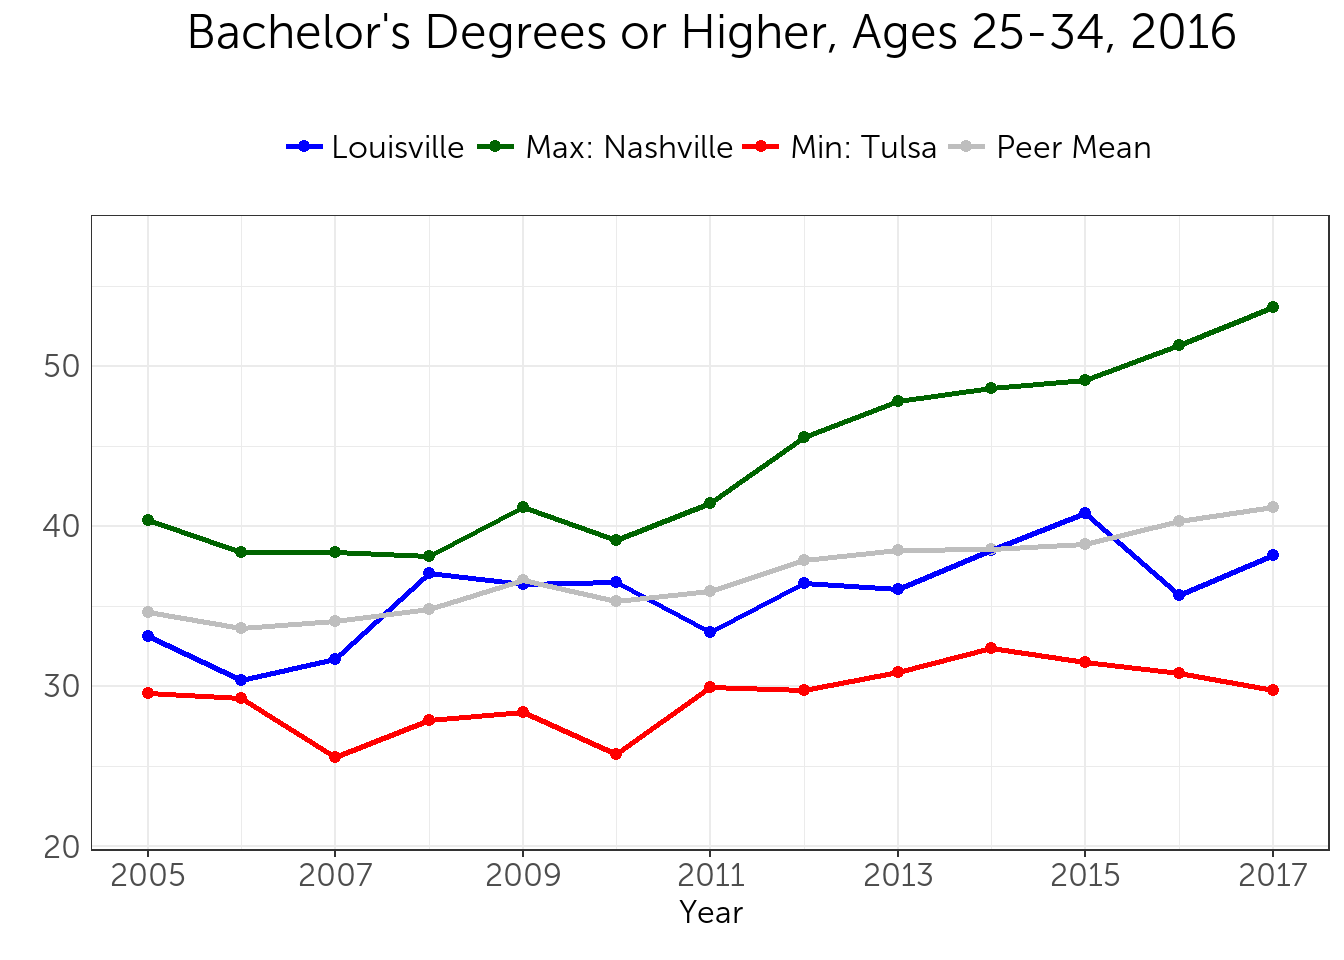 Bachelor's Degrees or Higher, Ages 25-34, 2016
Louisville Max: Nashville Min: Tulsa Peer Mean
50
40
30
20
2005 2007 2009 2011 2013 2015 2017
Year